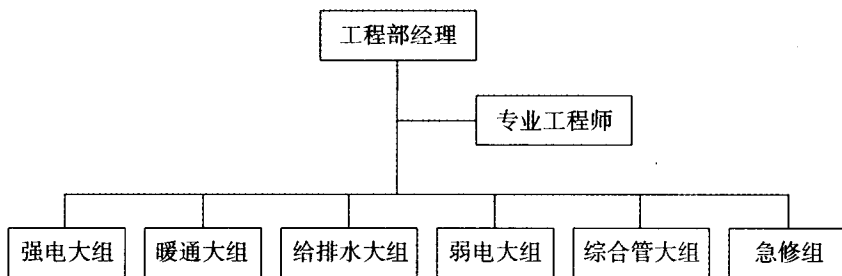 工程部经理
专业工程师
强电大组
暖通大组
给排水大组
弱电大组
综合管大组
急修组